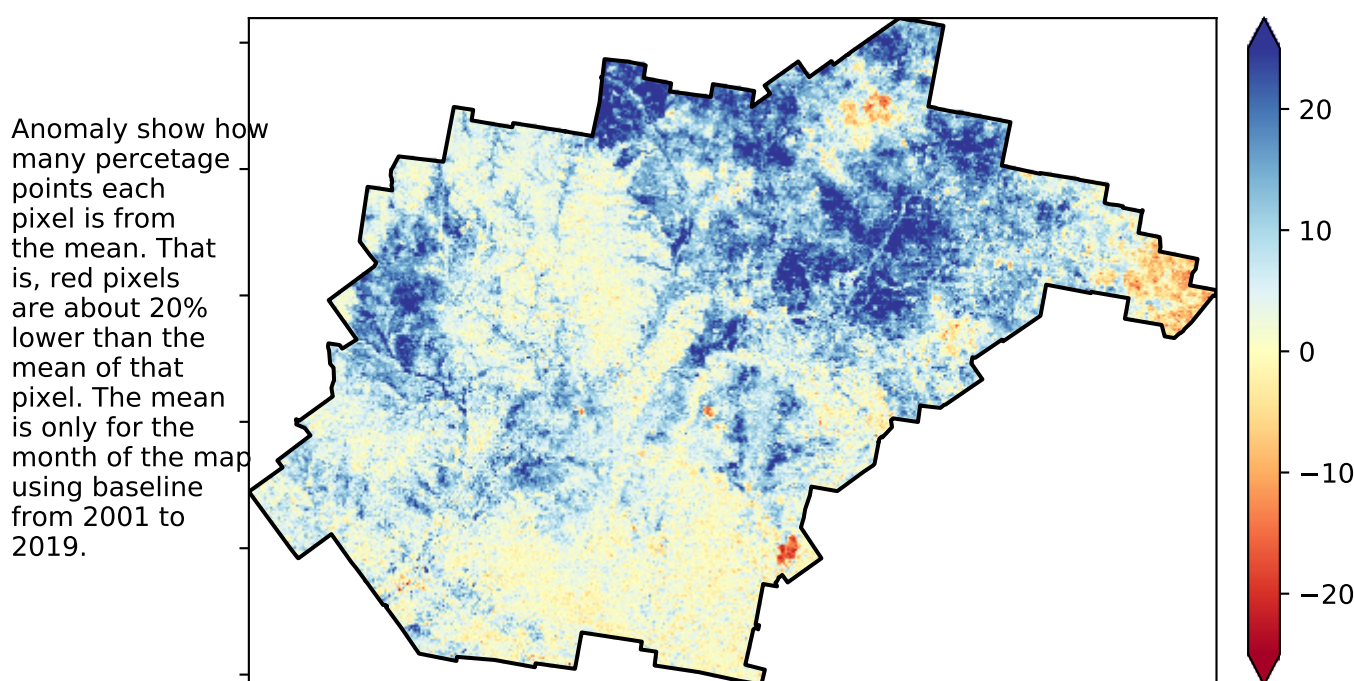 Anomaly show how
many percetage
points each
pixel is from
the mean. That
is, red pixels
are about 20%
lower than the
mean of that
pixel. The mean
is only for the
month of the map
using baseline
from 2001 to
2019.
20
10
0
−10
−20